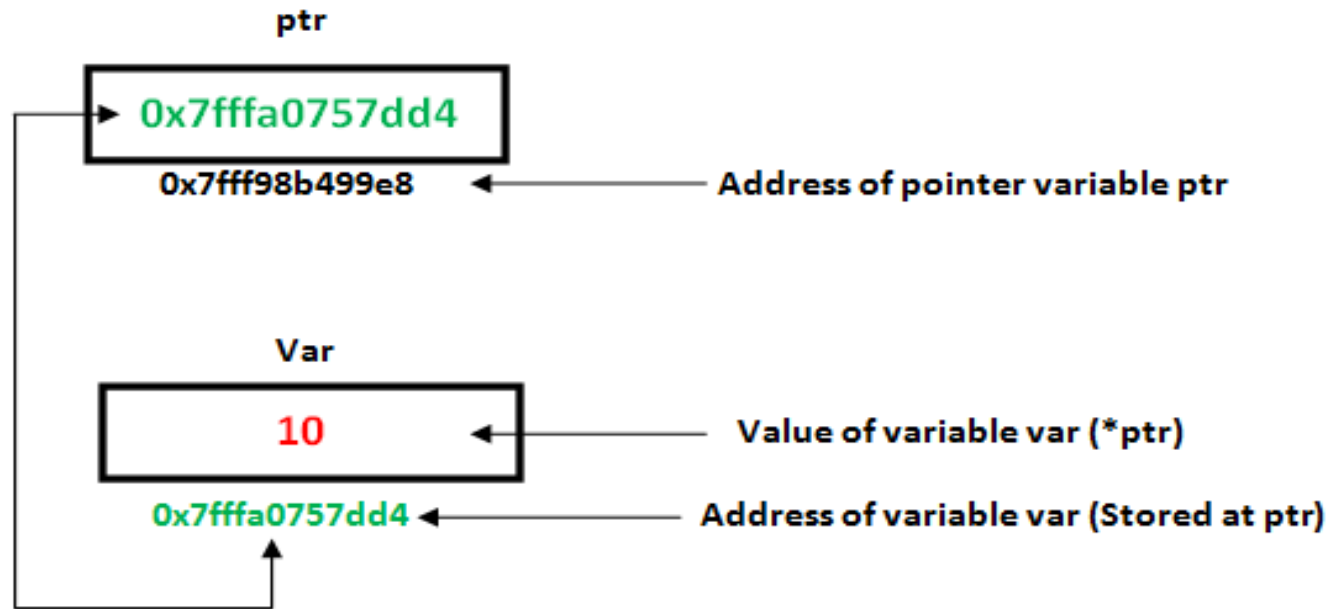 ptr
0x7fffa0757dd4
0x7fff98b499e8
Address of pointer variable ptr
Var
10
Value of variable var (*ptr)
0x7fffa0757dd4
Address of variable var (Stored at ptr)